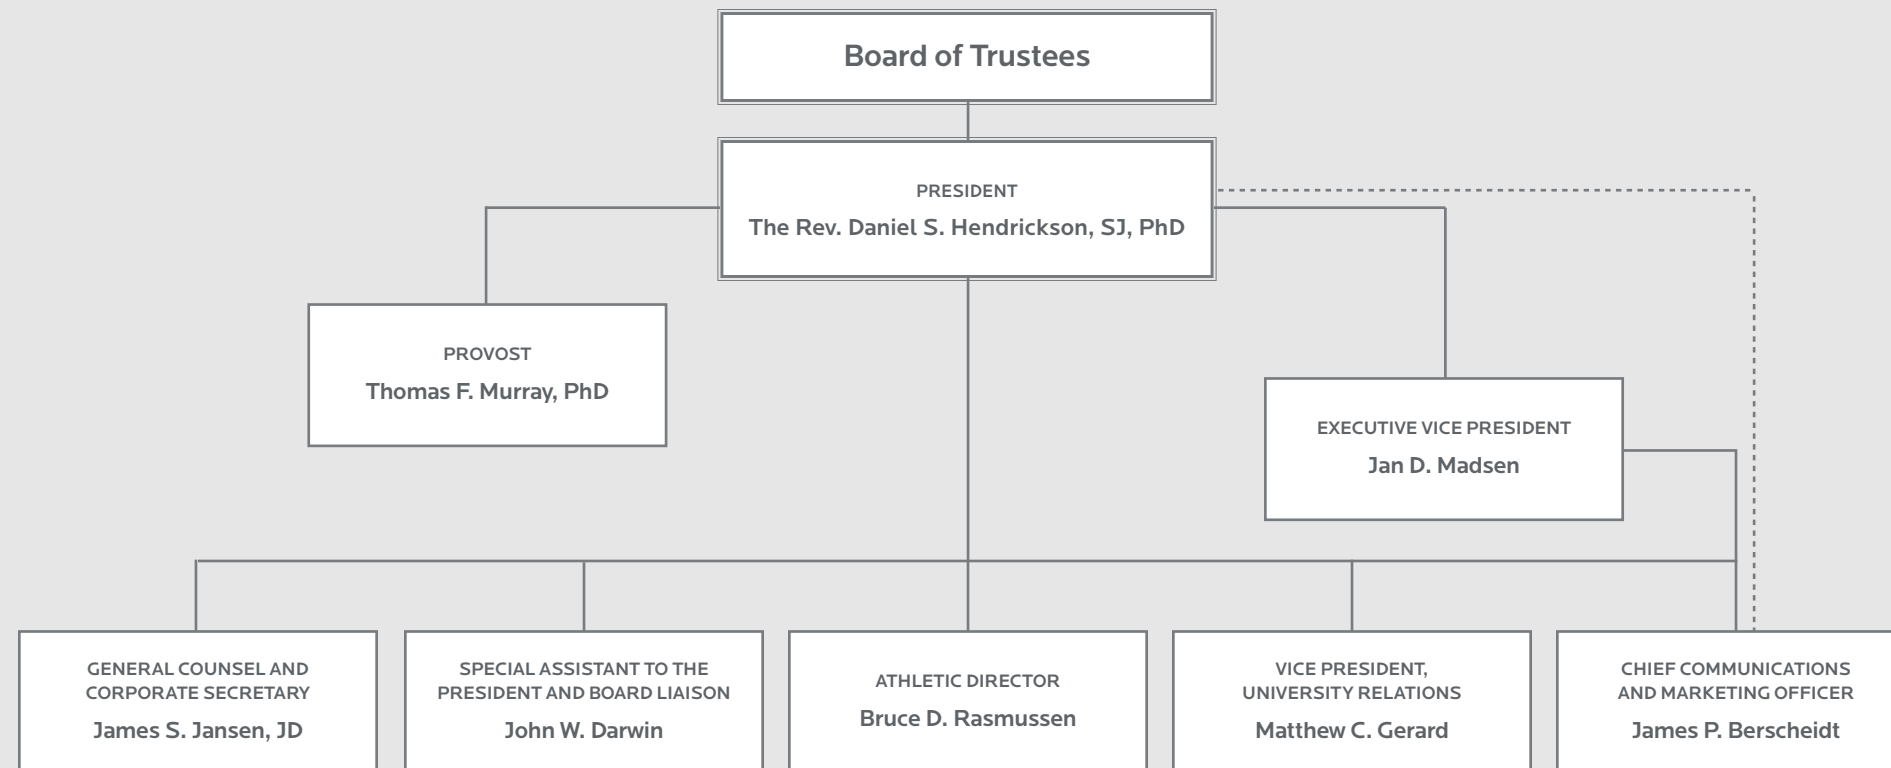 Board of Trustees
PRESIDENT
The Rev. Daniel S. Hendrickson, SJ, PhD
PROVOST
Thomas F. Murray, PhD
EXECUTIVE VICE PRESIDENT
Jan D. Madsen
GENERAL COUNSEL AND
CORPORATE SECRETARY
James S. Jansen, JD
SPECIAL ASSISTANT TO THE
PRESIDENT AND BOARD LIAISON
John W. Darwin
ATHLETIC DIRECTOR
Bruce D. Rasmussen
VICE PRESIDENT,
UNIVERSITY RELATIONS
Matthew C. Gerard
CHIEF COMMUNICATIONS
AND MARKETING OFFICER
James P. Berscheidt